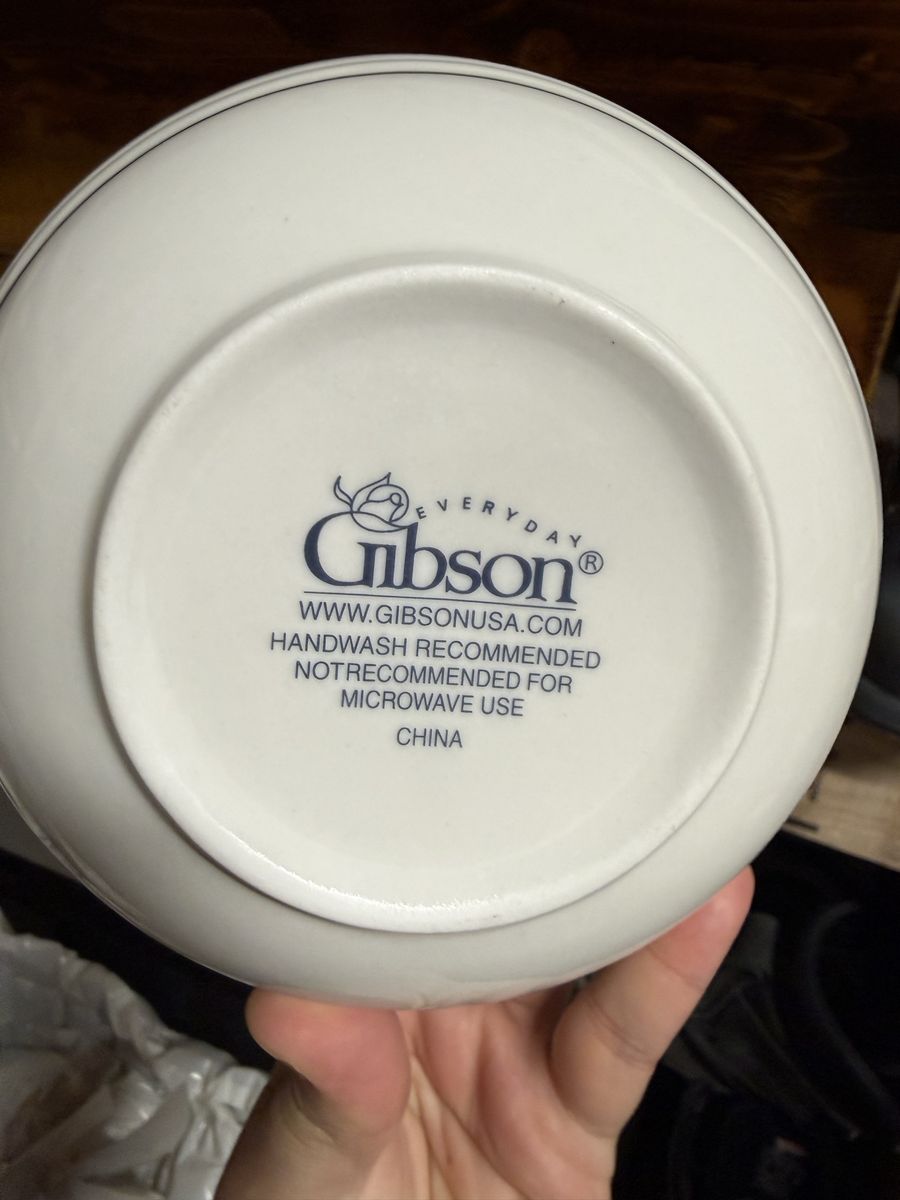 EVERYDAY
Gibson®
WWW.GIBSONUSA.COM
HANDWASH RECOMMENDED
NOTRECOMMENDED FOR
MICROWAVE USE
CHINA